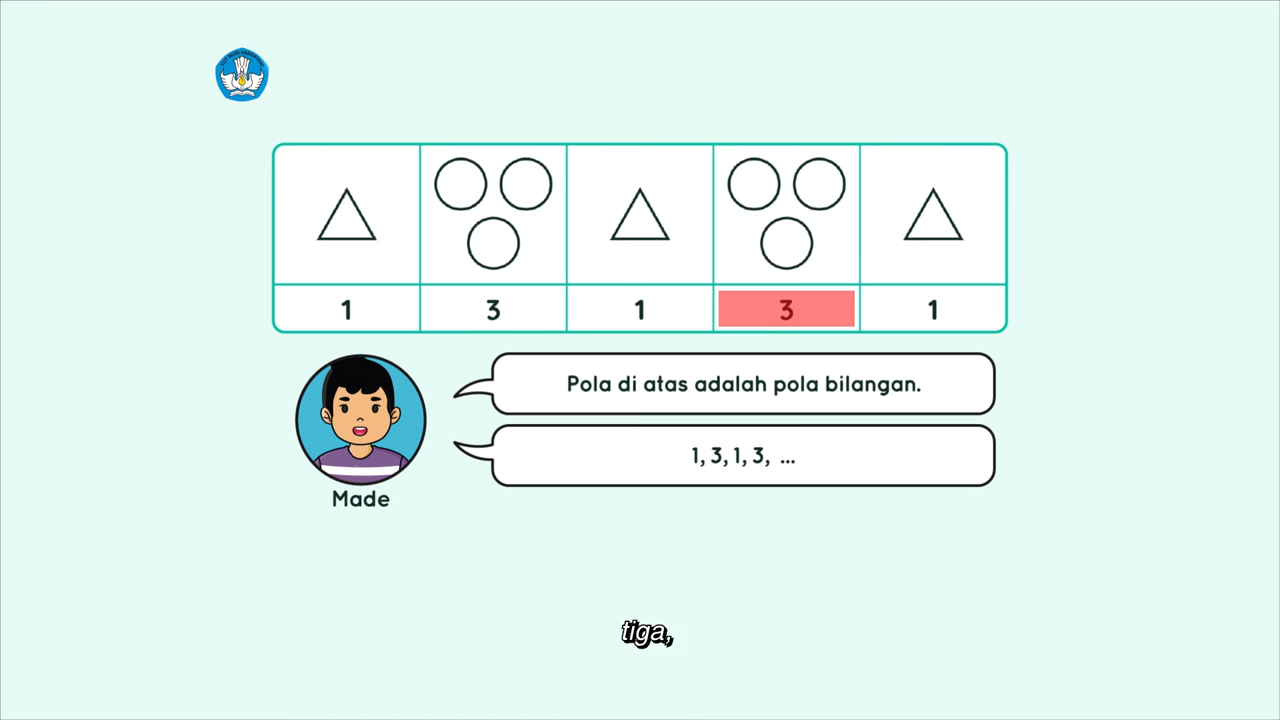 1 3 1 3 1
Pola di atas adalah pola bilangan.
1, 3, 1, 3, ...
Made
tiga,